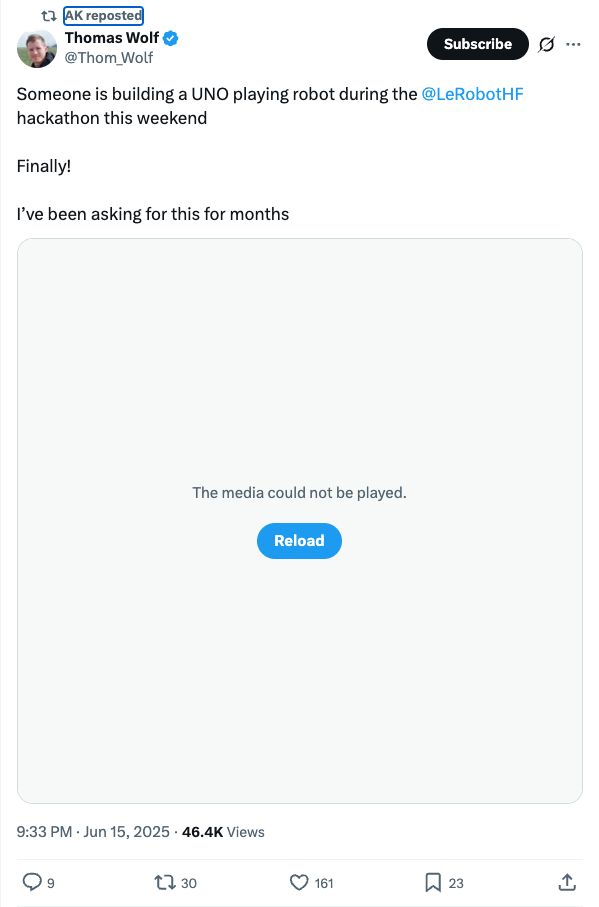 AK reposted
Thomas Wolf
@Thom_Wolf
Subscribe
Someone is building a UNO playing robot during the @LeRobotHF
hackathon this weekend
Finally!
I’ve been asking for this for months
The media could not be played.
Reload
9:33 PM · Jun 15, 2025 · 46.4K Views
9 30 161 23